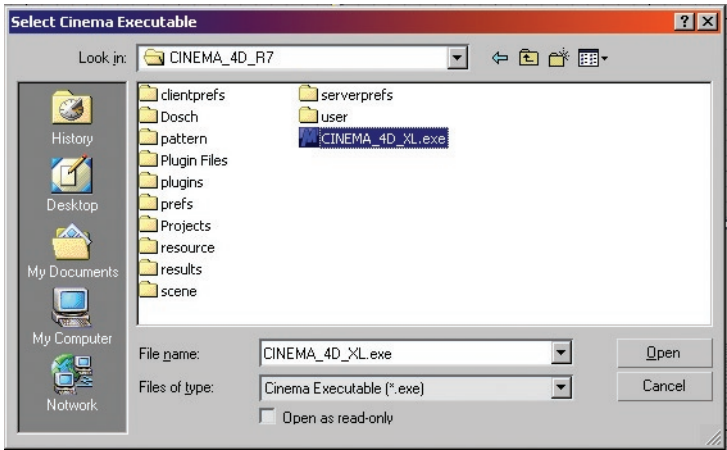 Select Cinema Executable
Look in: CINEMA_4D_R7
History
Desktop
My Documents
My Computer
Notwork
clientprefs
Dosch
pattern
Plugin Files
plugins
prefs
Projects
resource
results
scene
serverprefs
user
CINEMA_4D_XL.exe
File name: CINEMA_4D_XL.exe Open
Files of type: Cinema Executable (*.exe) Cancel
Open as read-only